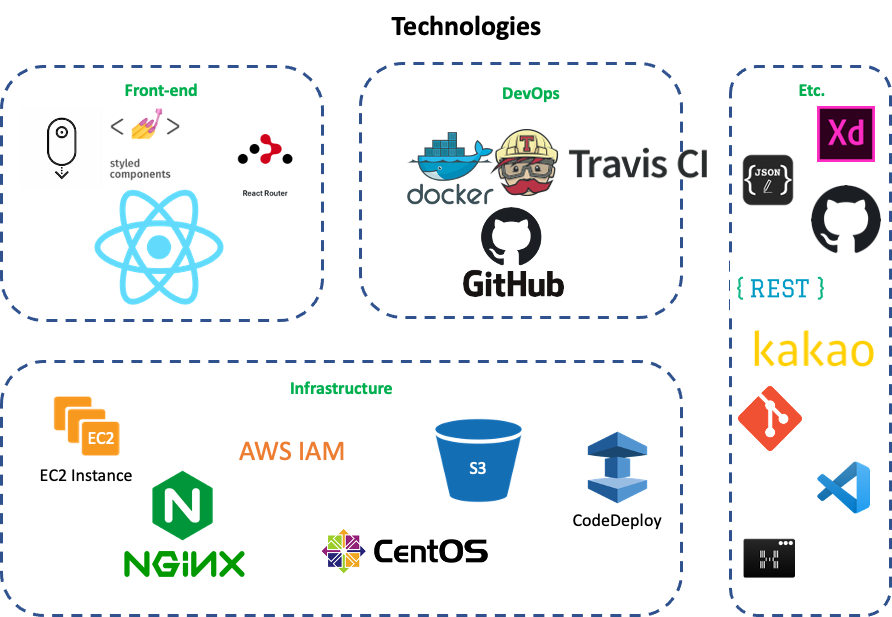 Technologies
Front-end
< >
styled
components
React Router
DevOps
docker
T
Travis CI
GitHub
Etc.
Xd
{JSON}
{ REST }
kakao
Infrastructure
EC2
EC2 Instance
N
NGiNX
AWS IAM
CentOS
S3
CodeDeploy